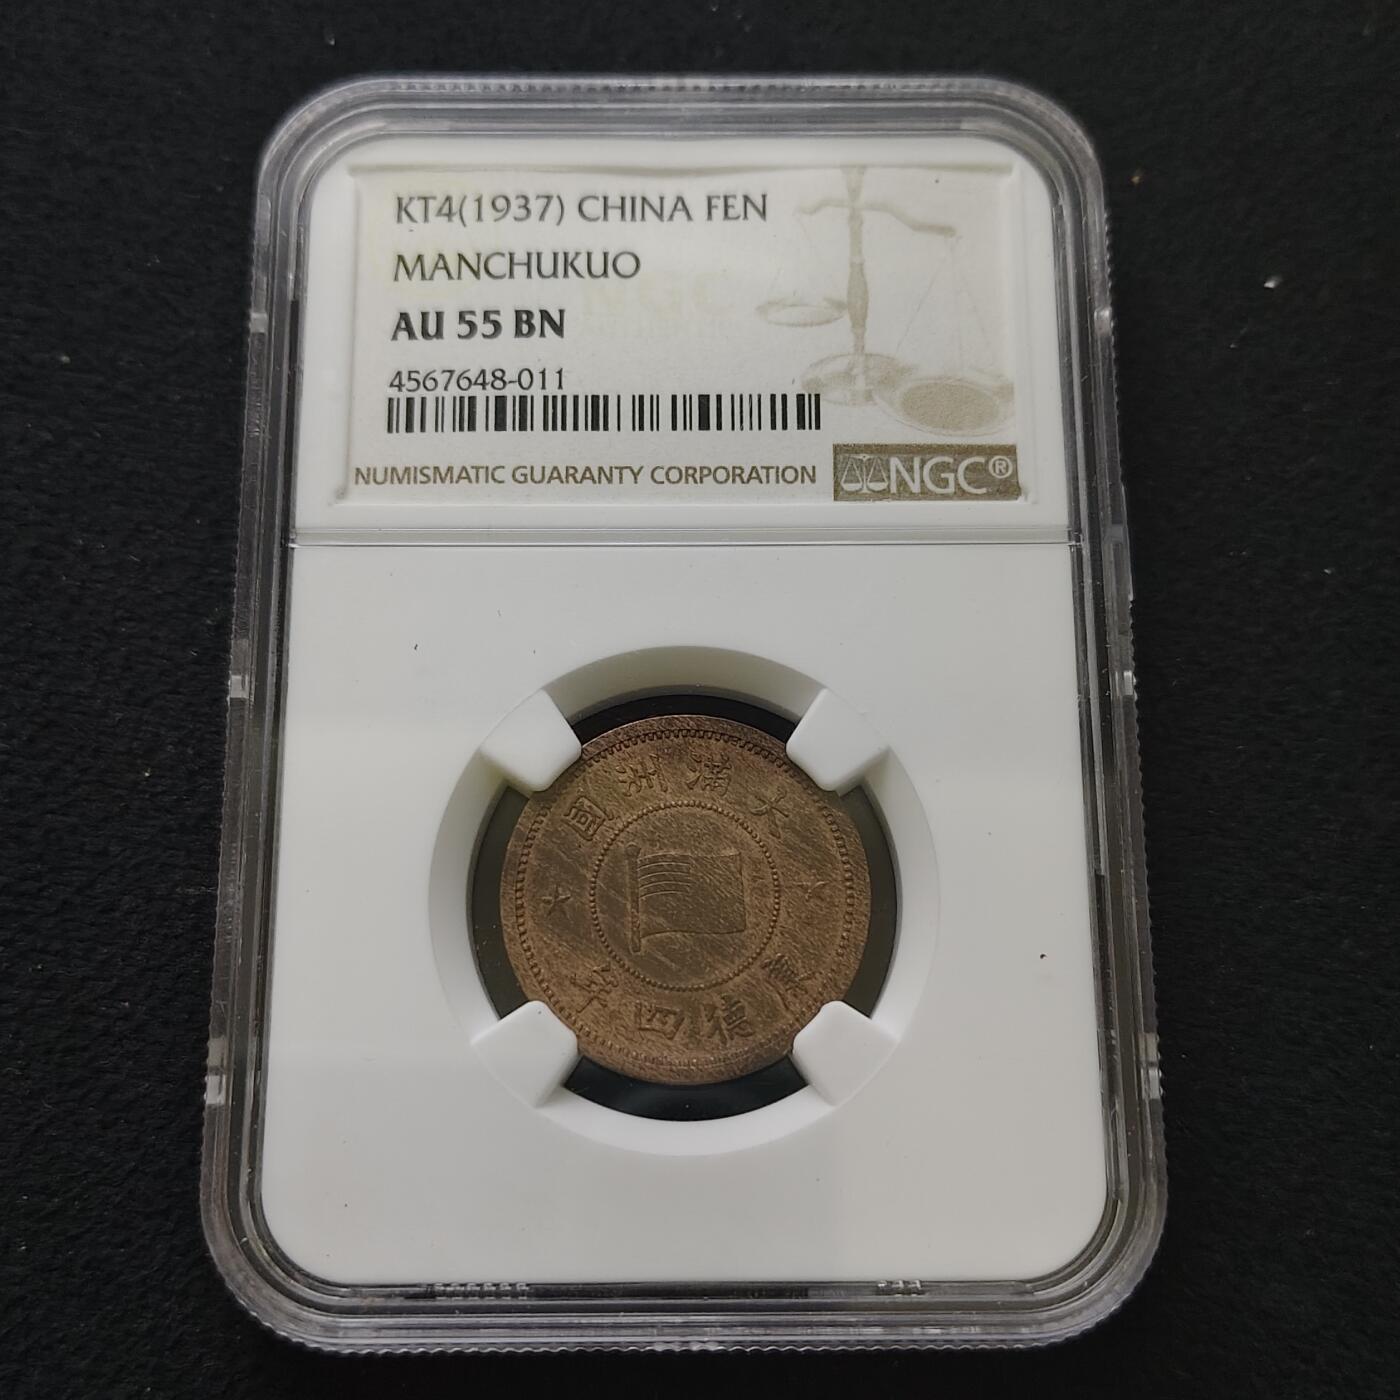 KT4(1937) CHINA FEN
MANCHUKUO
AU 55 BN
4567648-011
NUMISMATIC GUARANTY CORPORATION
NGC®
大滿洲國
康德四年